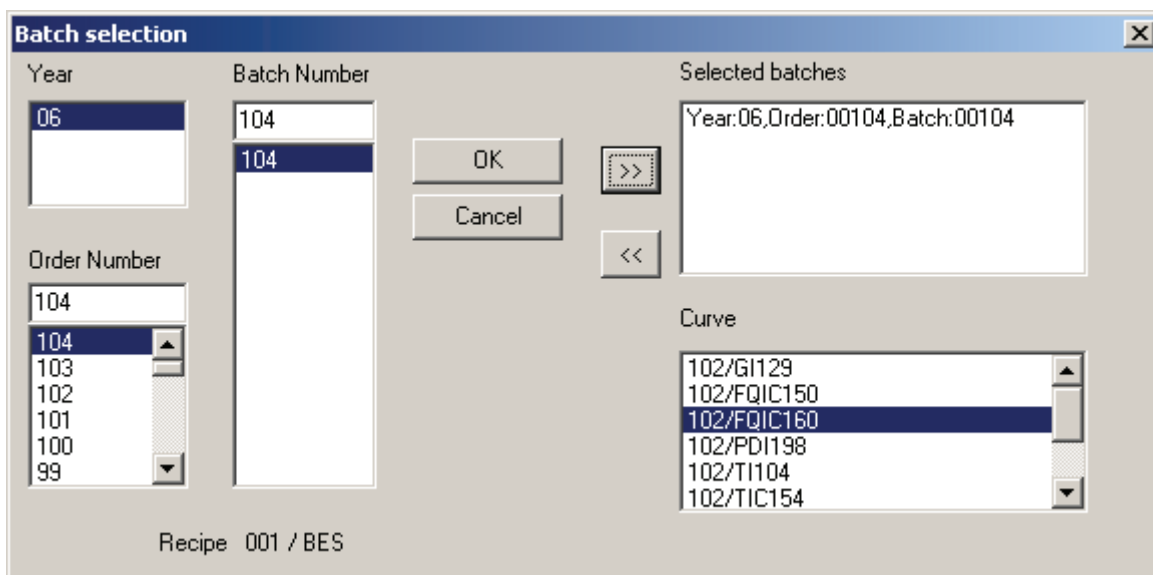 Batch selection
Year
06
Batch Number
104
104
Order Number
104
104
103
102
101
100
99
Recipe 001 / BES
OK
Cancel
>>
<<
Selected batches
Year:06,Order:00104,Batch:00104
Curve
102/GI129
102/FQIC150
102/FQIC160
102/PDI198
102/TI104
102/TIC154